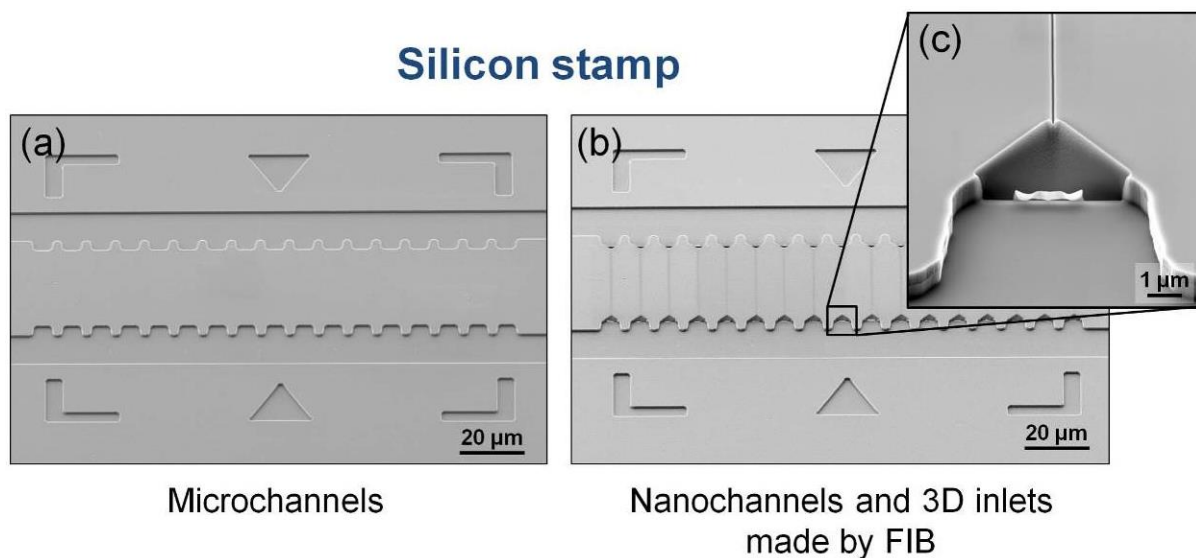 Silicon stamp
(a)
20 µm
Microchannels
(b)
20 µm
Nanochannels and 3D inlets
made by FIB
(c)
1 µm